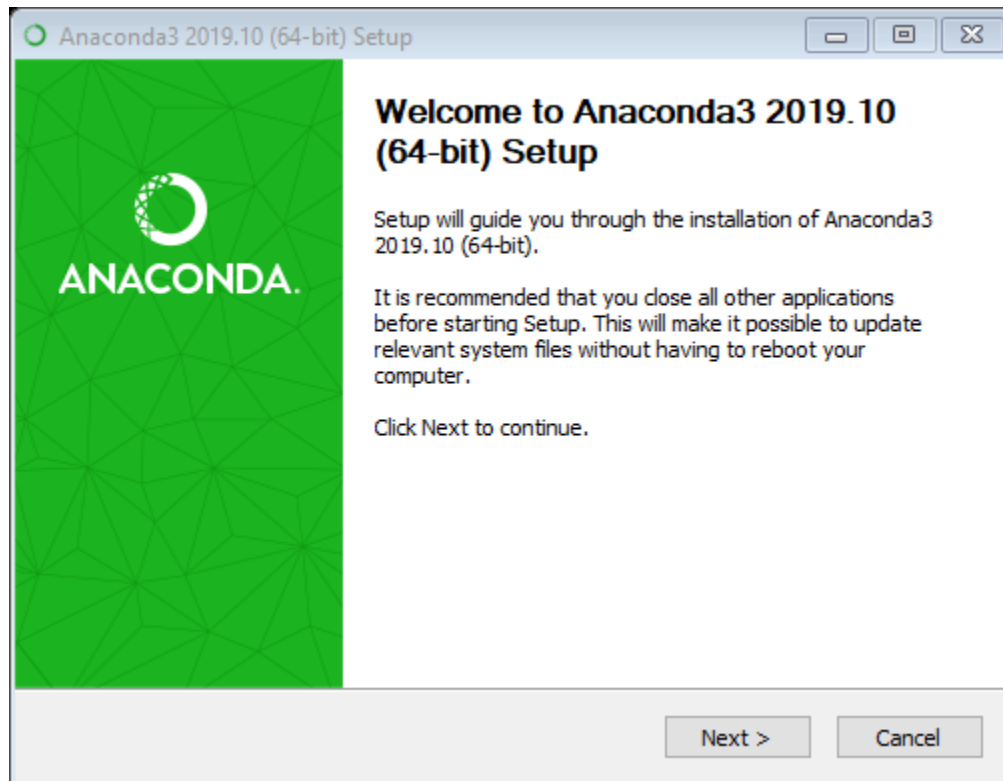 Anaconda3 2019.10 (64-bit) Setup
Welcome to Anaconda3 2019.10
(64-bit) Setup
ANACONDA.
Setup will guide you through the installation of Anaconda3
2019.10 (64-bit).
It is recommended that you close all other applications
before starting Setup. This will make it possible to update
relevant system files without having to reboot your
computer.
Click Next to continue.
Next >
Cancel